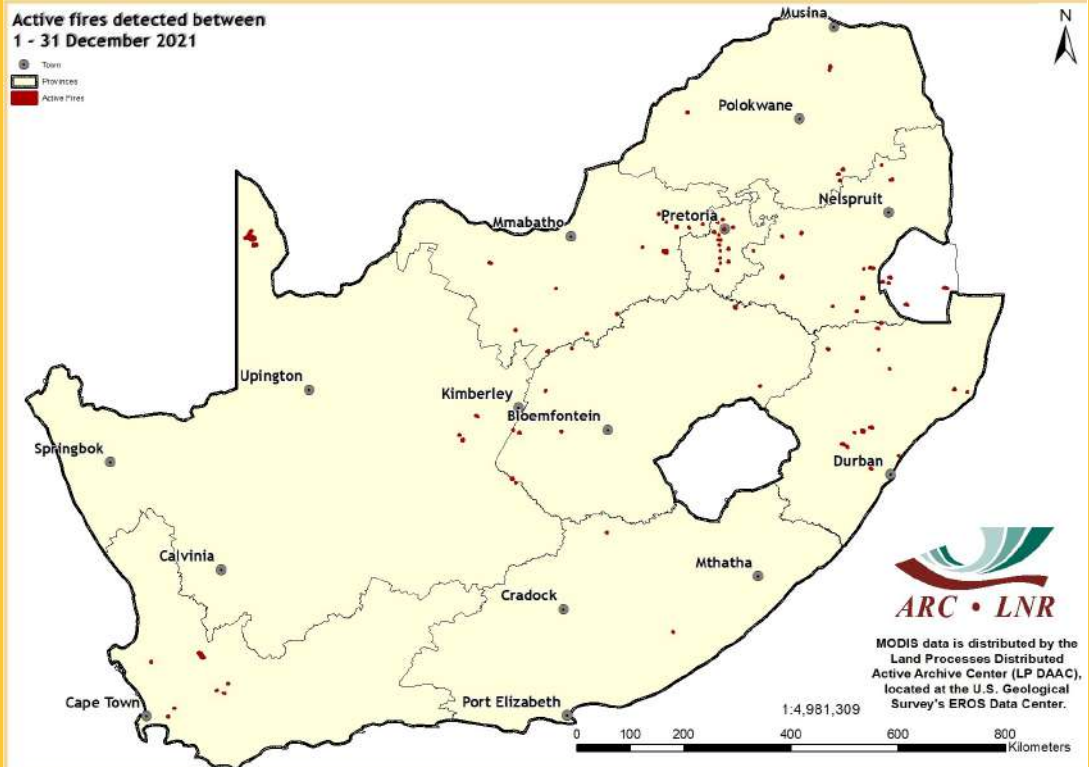 Active fires detected between
1 - 31 December 2021
Town
Provinces
Active Fires
N
Musina
Polokwane
Nelspruit
Pretoria
Mmabatho
Upington
Kimberley
Bloemfontein
Springbok
Durban
Calvinia
Mthatha
Cradock
Cape Town
Port Elizabeth
ARC • LNR
MODIS data is distributed by the
Land Processes Distributed
Active Archive Center (LP DAAC),
located at the U.S. Geological
Survey's EROS Data Center.
1:4,981,309
0 100 200 400 600 800
Kilometers